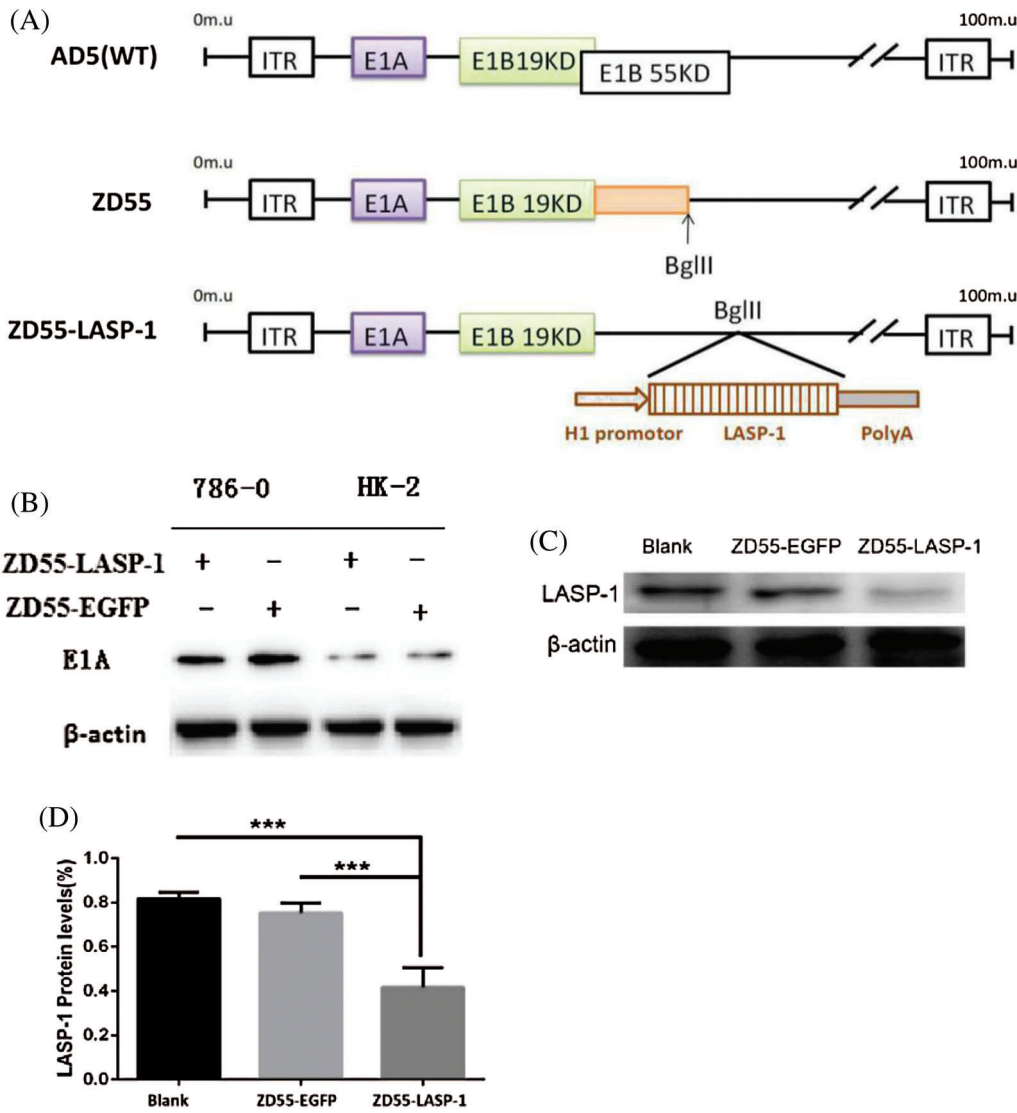 (A)
0m.u 100m.u
AD5(WT) ITR E1A E1B19KD E1B 55KD ITR
0m.u 100m.u
ZD55 ITR E1A E1B 19KD ITR
BglII
0m.u 100m.u
ZD55-LASP-1 ITR E1A E1B 19KD BglII ITR
H1 promotor LASP-1 PolyA
(B)
786-0 HK-2
ZD55-LASP-1 + - + -
ZD55-EGFP - + - +
E1A
β-actin
(C)
Blank ZD55-EGFP ZD55-LASP-1
LASP-1
β-actin
(D)
LASP-1 Protein levels(%)
1.0
0.8
0.6
0.4
0.2
0.0
***
***
Blank ZD55-EGFP ZD55-LASP-1